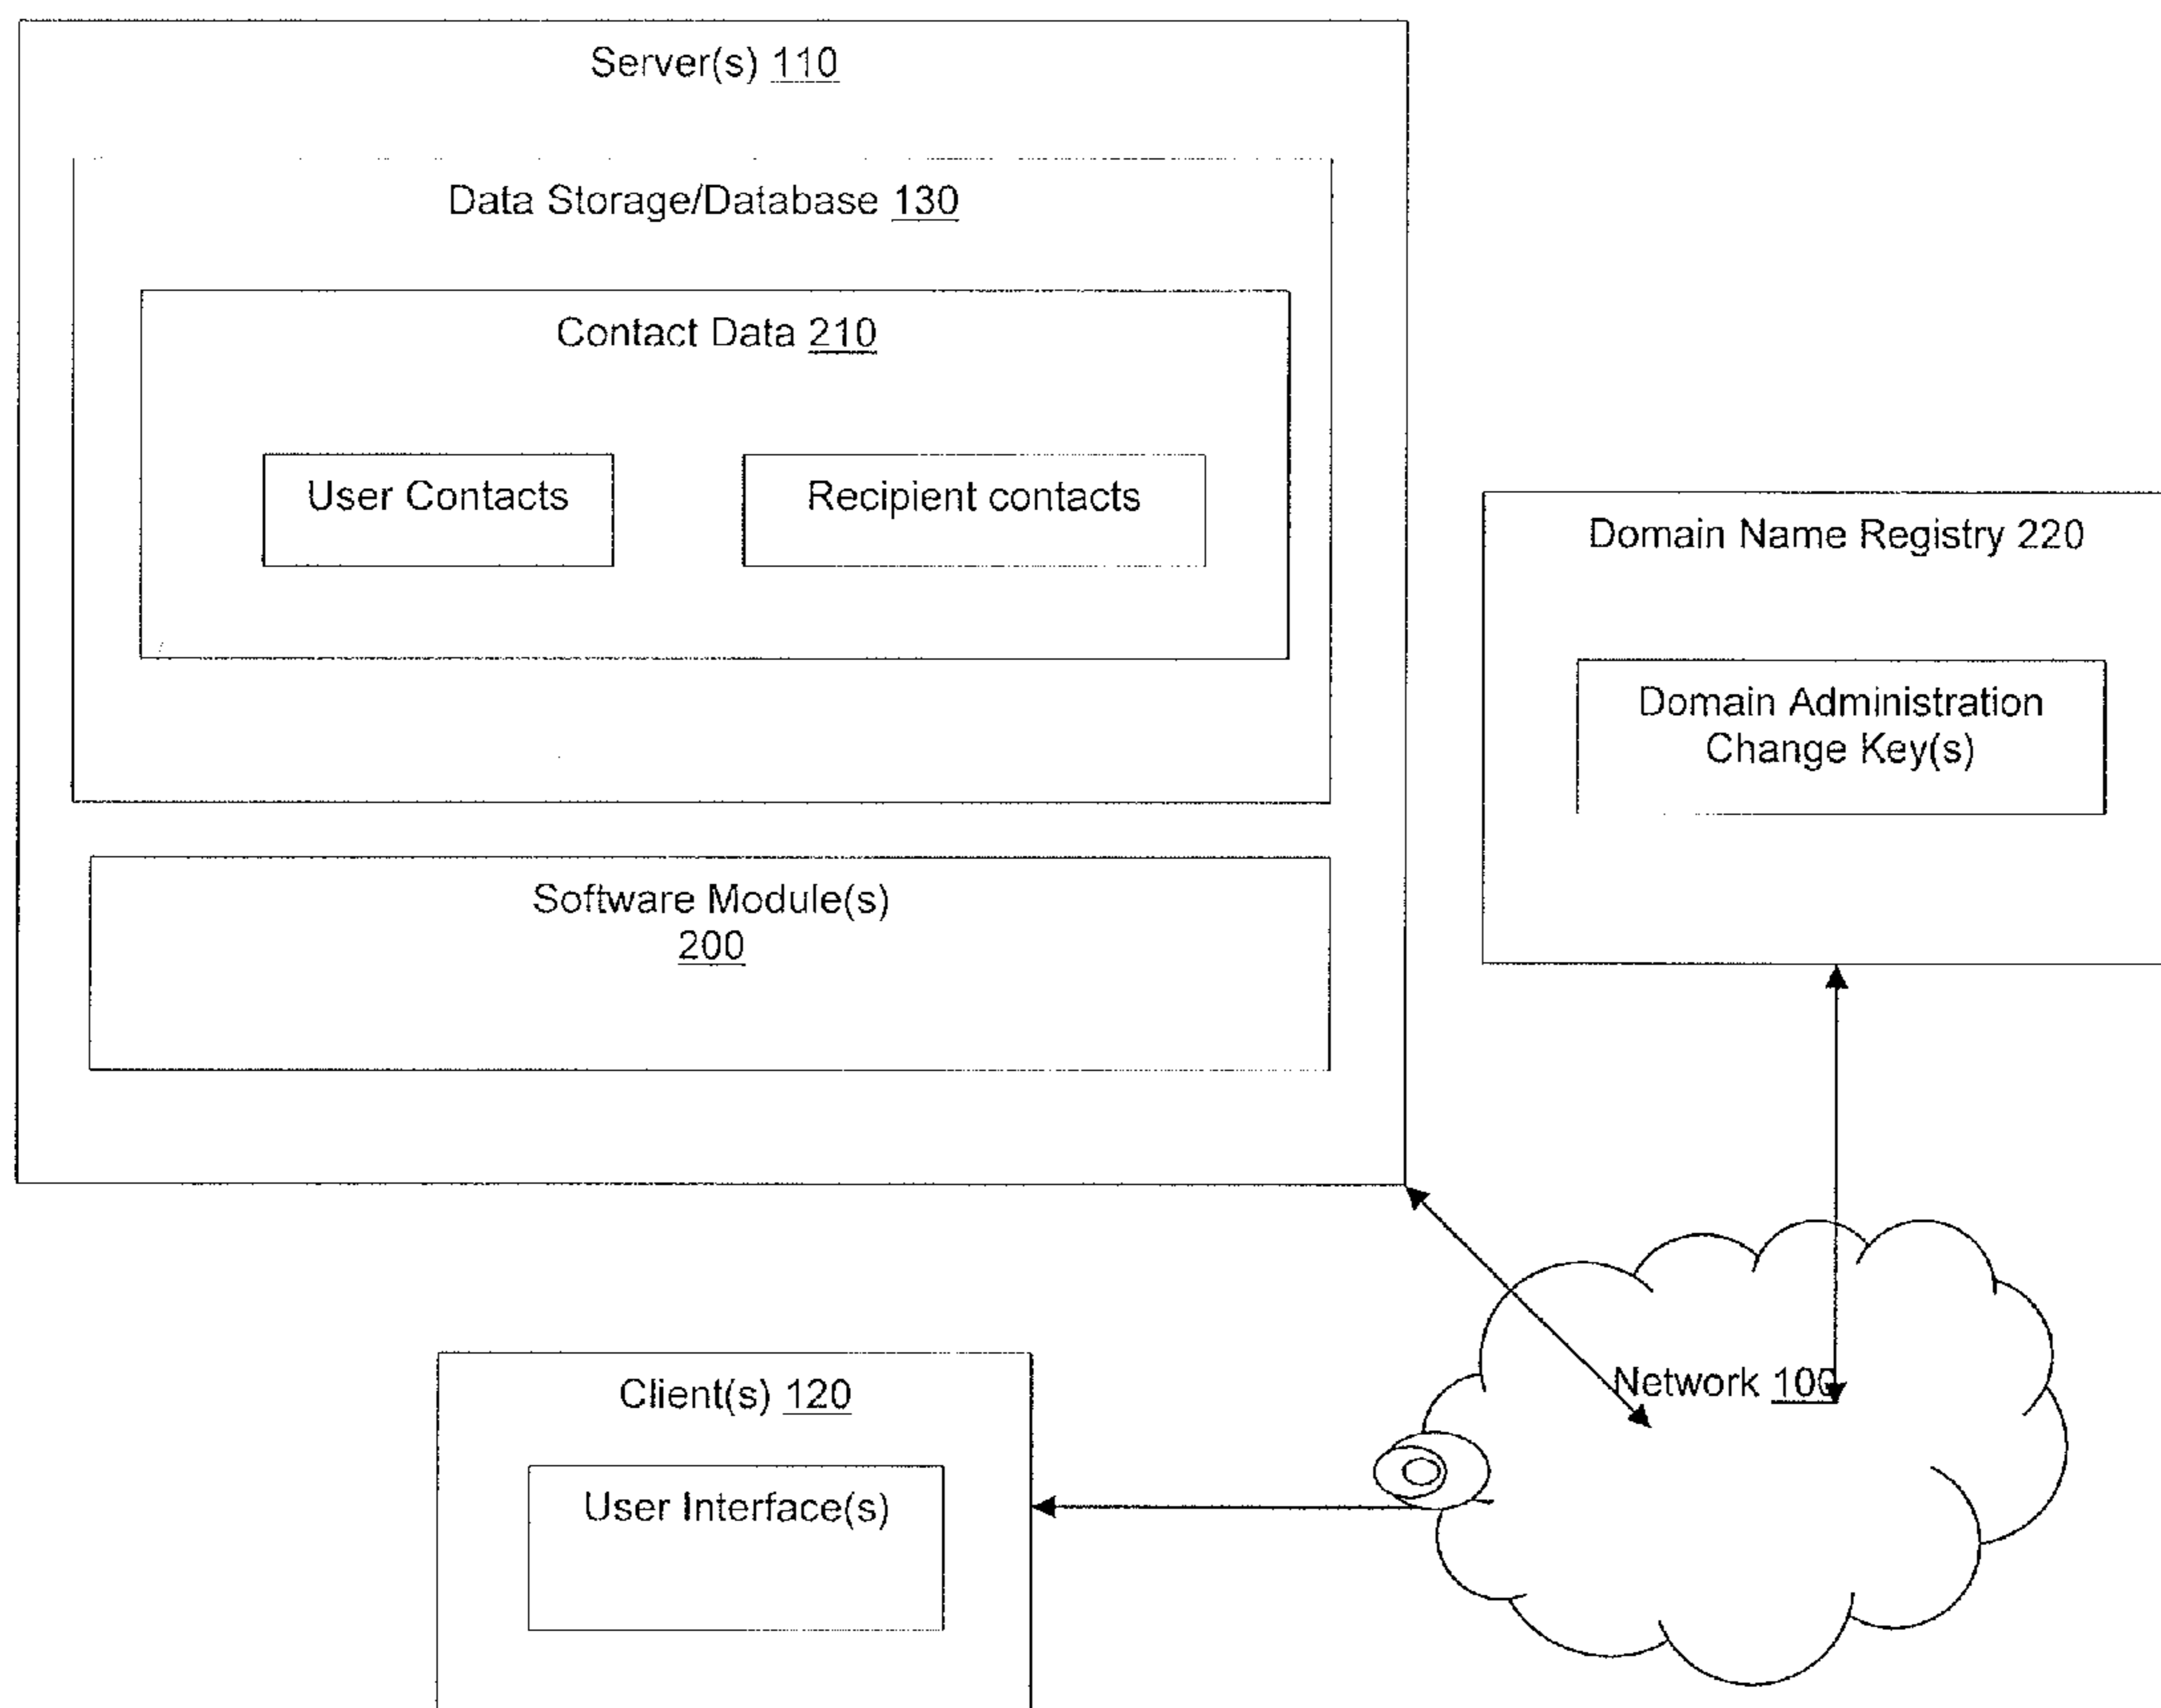 Server(s) 110
Data Storage/Database 130
Contact Data 210
User Contacts
Recipient contacts
Domain Name Registry 220
Domain Administration
Change Key(s)
Software Module(s)
200
Network 100
Client(s) 120
User Interface(s)